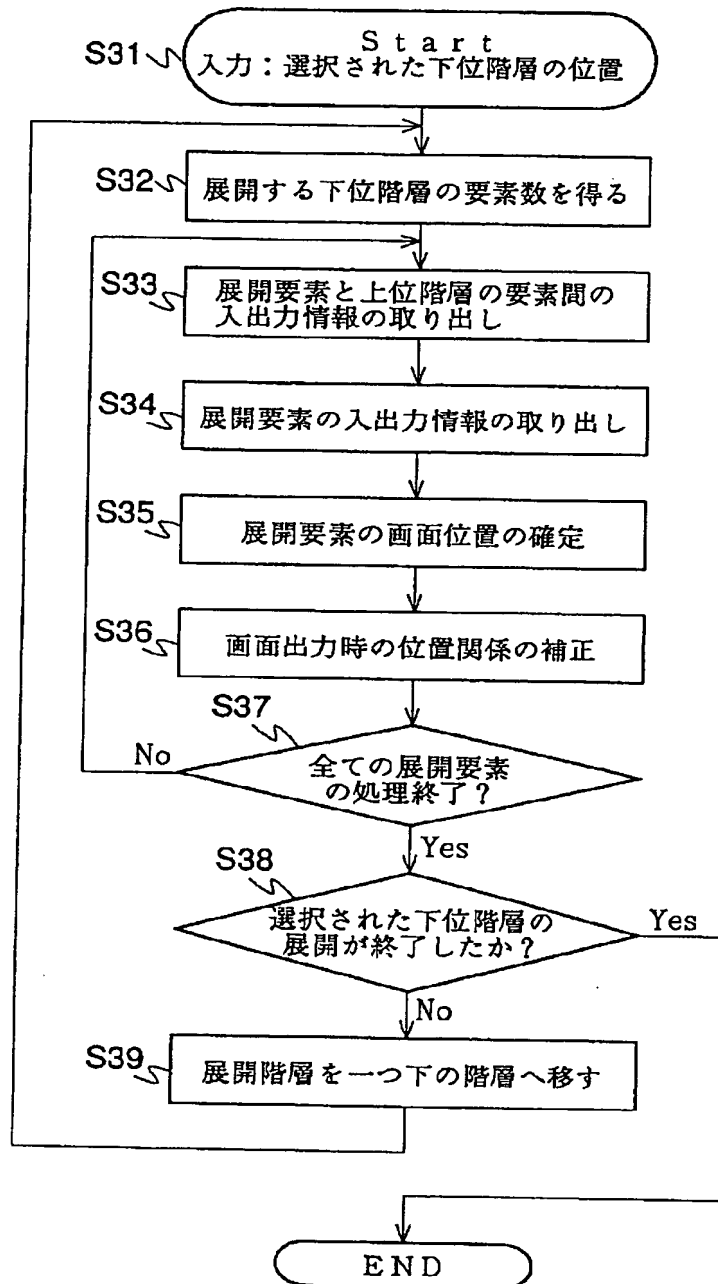 S31
Start
入力：選択された下位階層の位置
S32
展開する下位階層の要素数を得る
S33
展開要素と上位階層の要素間の
入出力情報の取り出し
S34
展開要素の入出力情報の取り出し
S35
展開要素の画面位置の確定
S36
画面出力時の位置関係の補正
S37
No
全ての展開要素
の処理終了？
Yes
S38
選択された下位階層の
展開が終了したか？
Yes
No
S39
展開階層を一つ下の階層へ移す
END